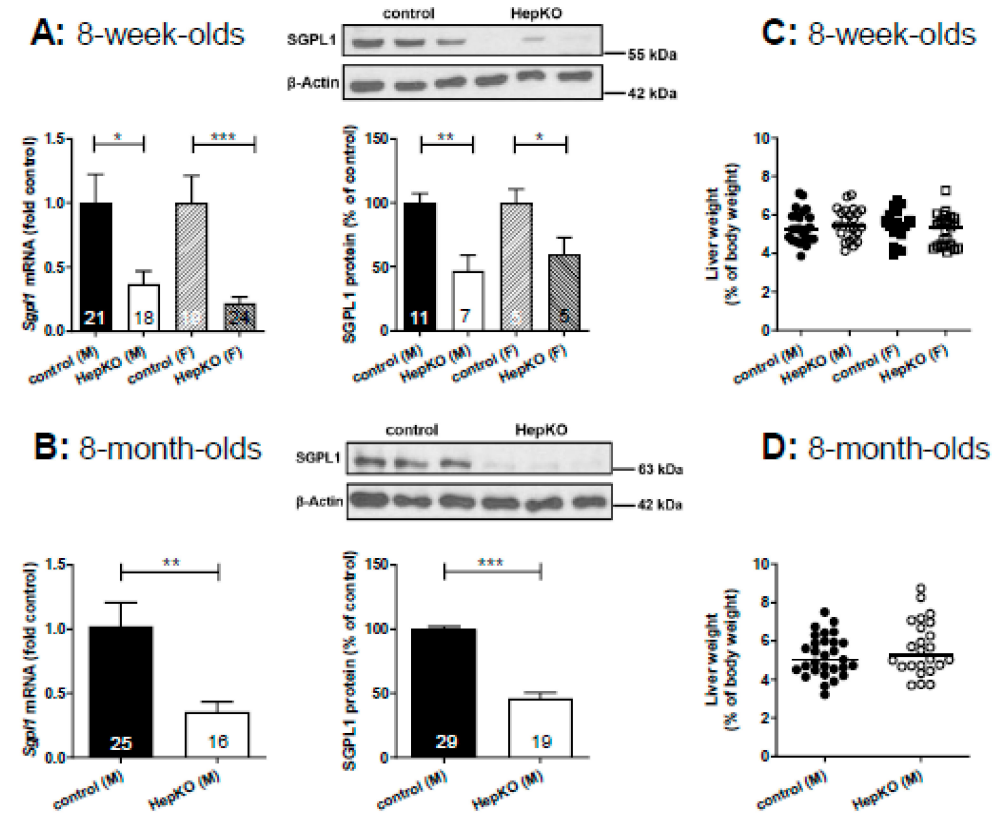 A: 8-week-olds
control HepKO
SGPL1
55 kDa
β-Actin
42 kDa
C: 8-week-olds
Sgpl1 mRNA (fold control)
1.5
1.0
0.5
0.0
* ***
21 18 24
control (M)
HepKO (M)
control (F)
HepKO (F)
SGPL1 protein (% of control)
150
100
50
0
** *
11 7 5
control (M)
HepKO (M)
control (F)
HepKO (F)
Liver weight
(% of body weight)
10
8
6
4
2
0
control (M)
HepKO (M)
control (F)
HepKO (F)
B: 8-month-olds
control HepKO
SGPL1
63 kDa
β-Actin
42 kDa
D: 8-month-olds
Sgpl1 mRNA (fold control)
1.5
1.0
0.5
0.0
**
25 16
control (M)
HepKO (M)
SGPL1 protein (% of control)
150
100
50
0
***
29 19
control (M)
HepKO (M)
Liver weight
(% of body weight)
10
8
6
4
2
0
control (M)
HepKO (M)